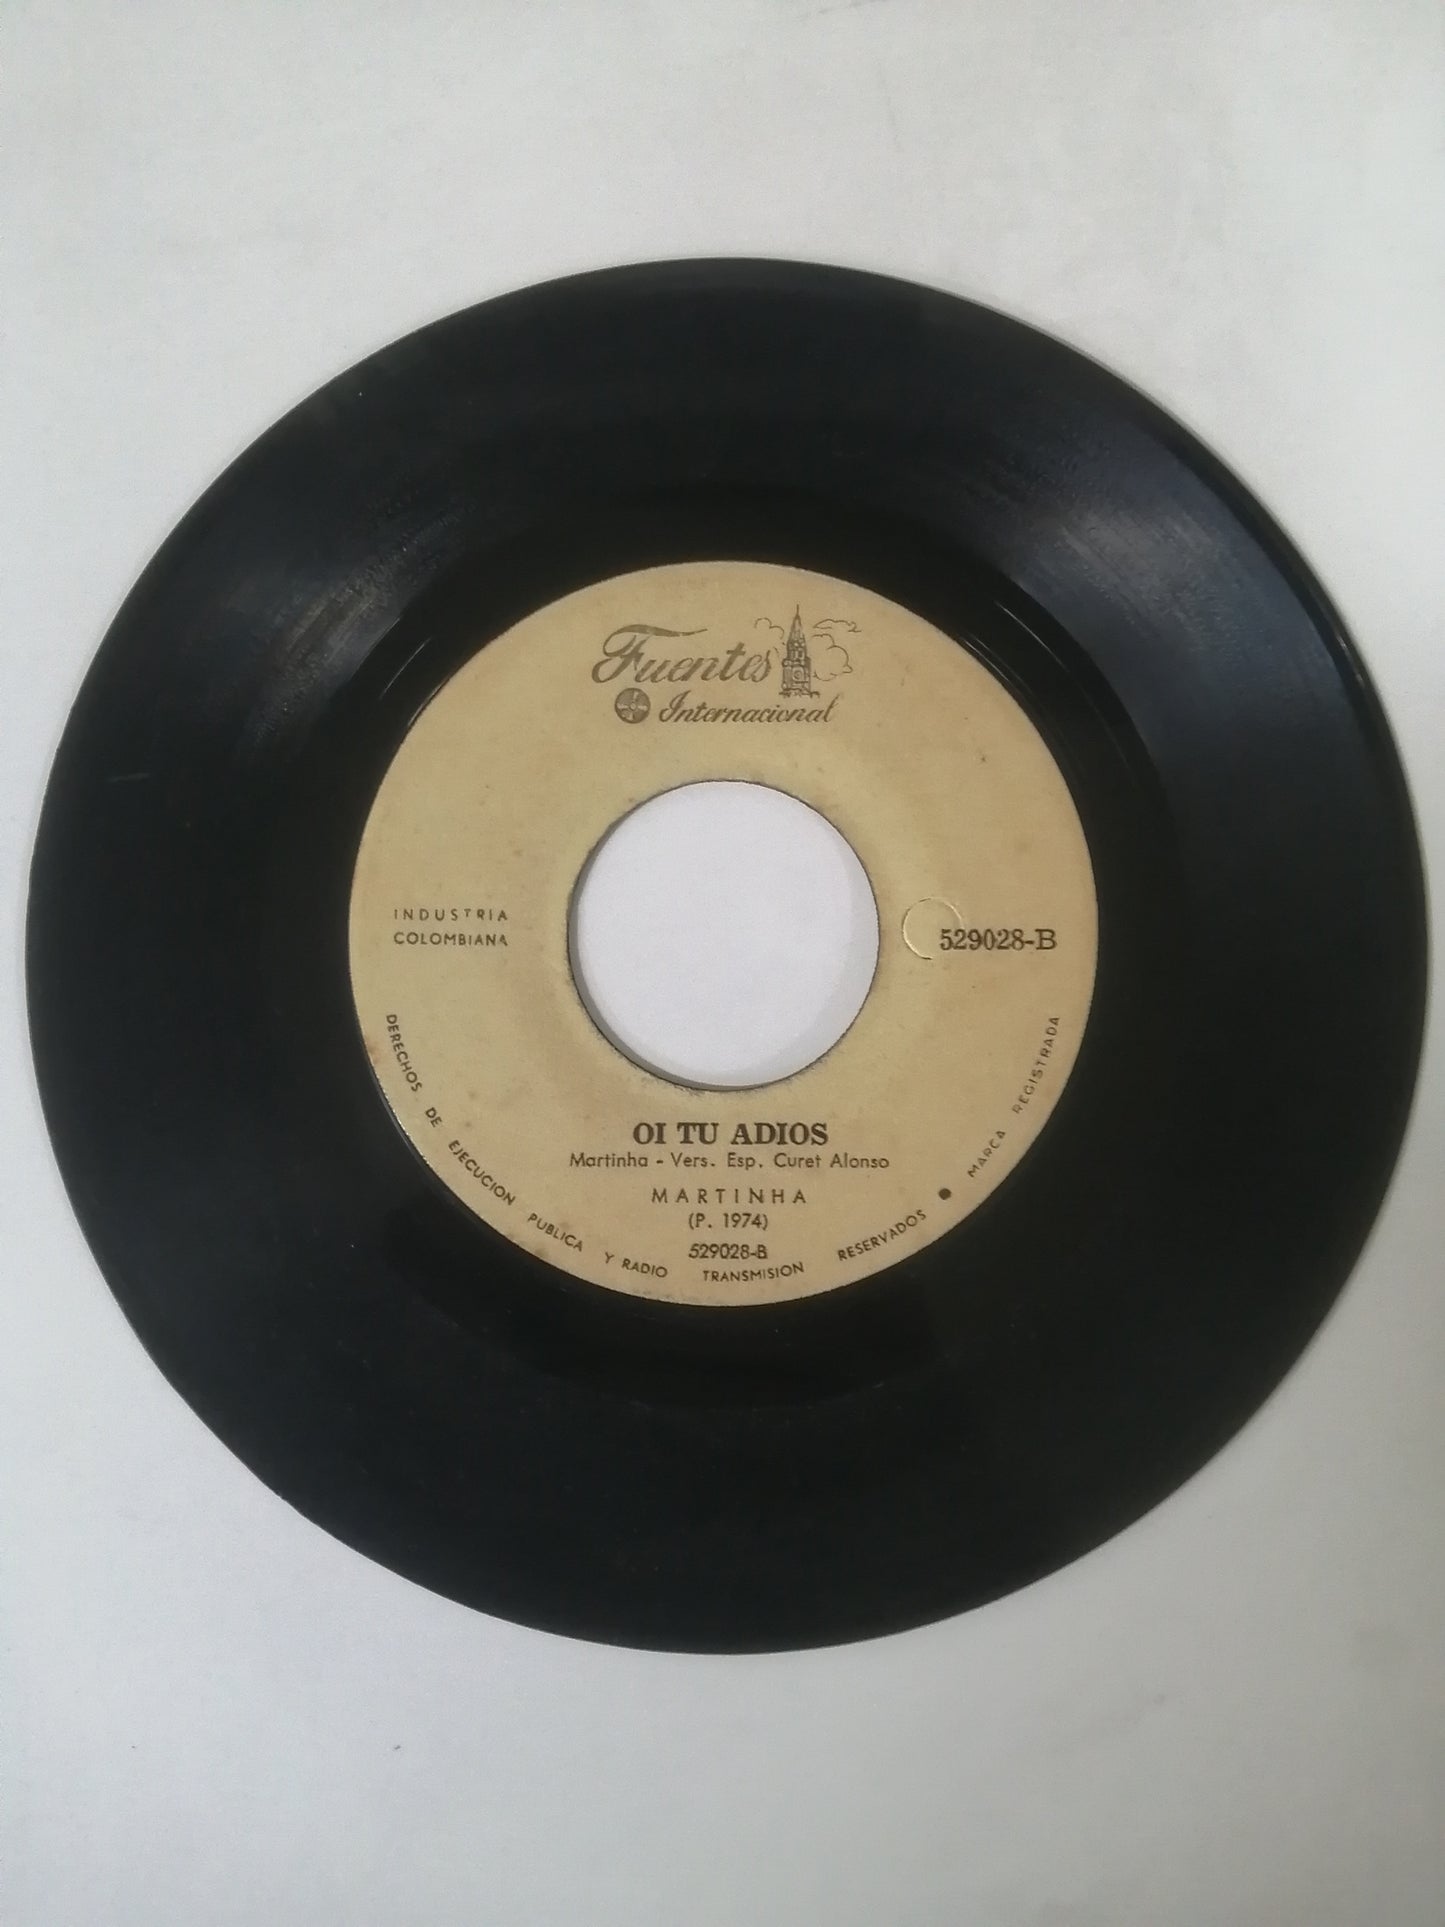 Fuentes
Internacional
INDUSTRIA
COLOMBIANA
529028-B
OI TU ADIOS
Martinha - Vers. Esp. Curet Alonso
MARTINHA
(P. 1974)
529028-B
DERECHOS DE EJECUCION PUBLICA Y RADIO TRANSMISION RESERVADOS ● MARCA REGISTRADA